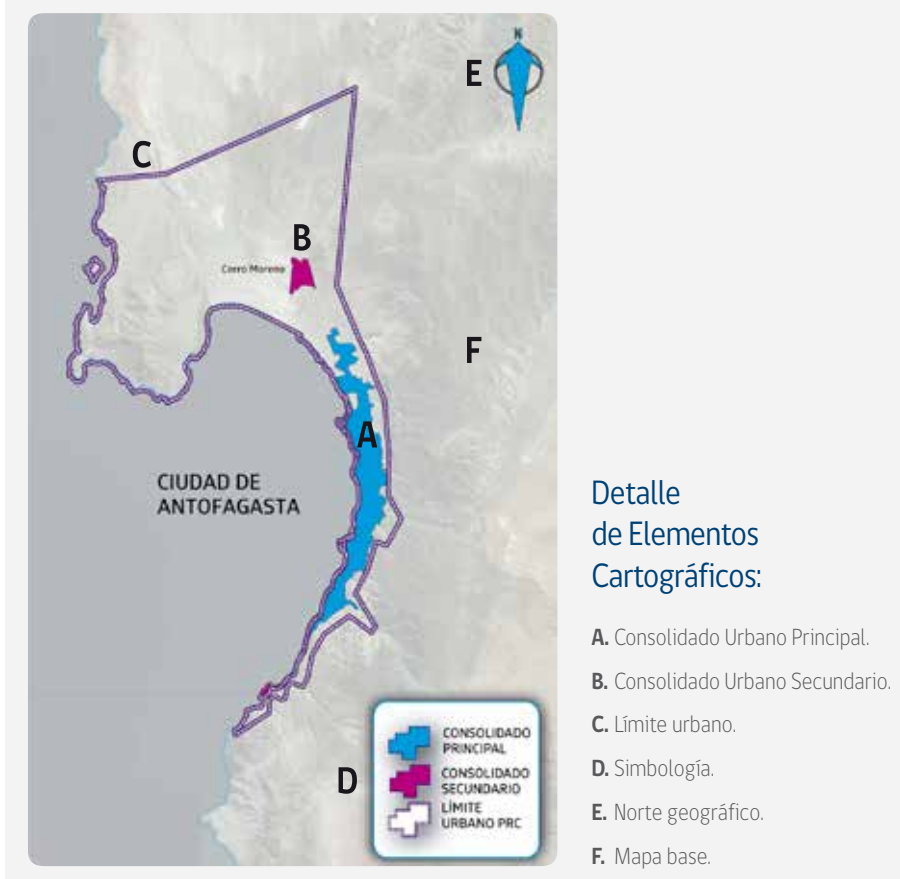 N
E
C
B
Cerro Moreno
F
A
CIUDAD DE
ANTOFAGASTA
D
CONSOLIDADO
PRINCIPAL
CONSOLIDADO
SECUNDARIO
LÍMITE
URBANO PRC
Detalle
de Elementos
Cartográficos:
A. Consolidado Urbano Principal.
B. Consolidado Urbano Secundario.
C. Límite urbano.
D. Simbología.
E. Norte geográfico.
F. Mapa base.